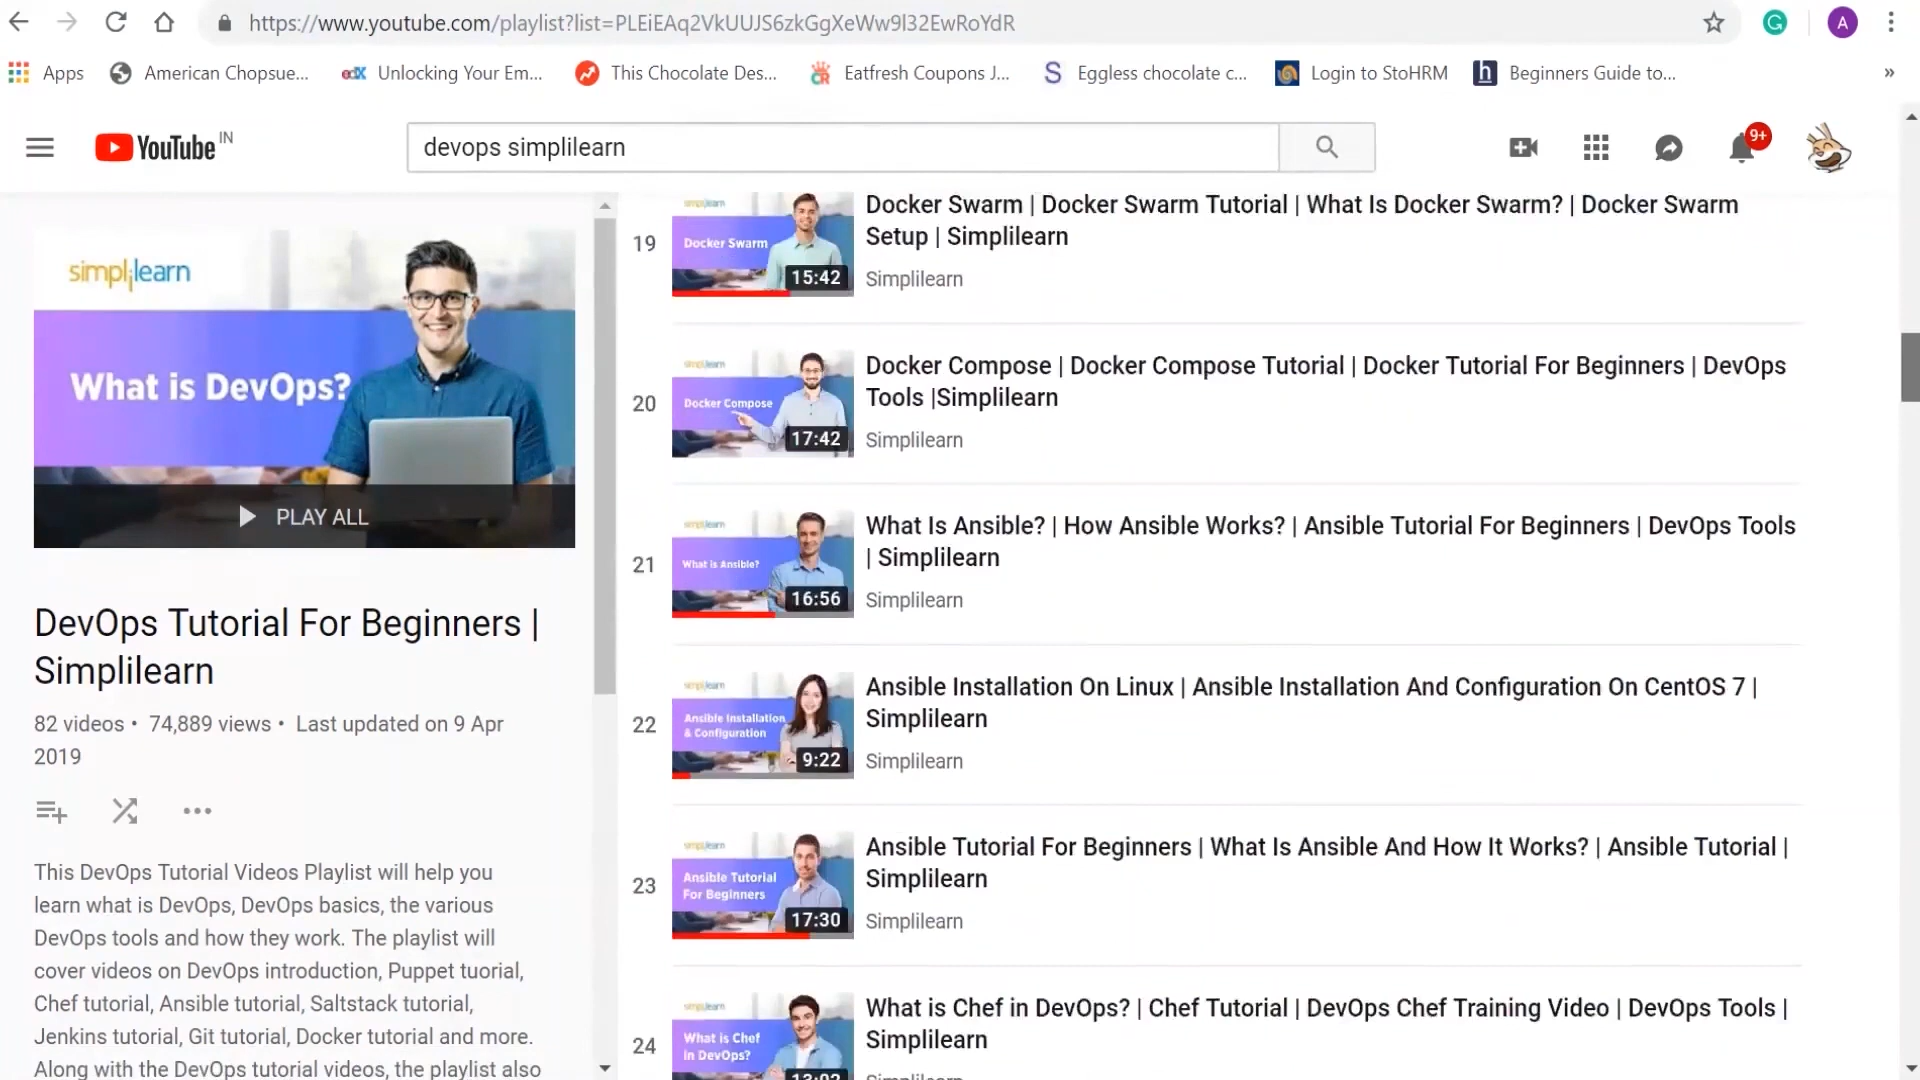 https://www.youtube.com/playlist?list=PLEiEAq2VkUUJS6zkGgXeWw9l32EwRoYdR
A
Apps
American Chopsue...
edX
Unlocking Your Em...
This Chocolate Des...
CR
Eatfresh Coupons J...
S
Eggless chocolate c...
Login to StoHRM
h
Beginners Guide to...
»
YouTube IN
devops simplilearn
9+
simplilearn
What is DevOps?
PLAY ALL
DevOps Tutorial For Beginners |
Simplilearn
82 videos • 74,889 views • Last updated on 9 Apr
2019
This DevOps Tutorial Videos Playlist will help you
learn what is DevOps, DevOps basics, the various
DevOps tools and how they work. The playlist will
cover videos on DevOps introduction, Puppet tuorial,
Chef tutorial, Ansible tutorial, Saltstack tutorial,
Jenkins tutorial, Git tutorial, Docker tutorial and more.
Along with the DevOps tutorial videos, the playlist also
19
simplilearn
Docker Swarm
15:42
Docker Swarm | Docker Swarm Tutorial | What Is Docker Swarm? | Docker Swarm
Setup | Simplilearn
Simplilearn
20
simplilearn
Docker Compose
17:42
Docker Compose | Docker Compose Tutorial | Docker Tutorial For Beginners | DevOps
Tools |Simplilearn
Simplilearn
21
simplilearn
What is Ansible?
16:56
What Is Ansible? | How Ansible Works? | Ansible Tutorial For Beginners | DevOps Tools
| Simplilearn
Simplilearn
22
simplilearn
Ansible Installation
& Configuration
9:22
Ansible Installation On Linux | Ansible Installation And Configuration On CentOS 7 |
Simplilearn
Simplilearn
23
simplilearn
Ansible Tutorial
For Beginners
17:30
Ansible Tutorial For Beginners | What Is Ansible And How It Works? | Ansible Tutorial |
Simplilearn
Simplilearn
24
simplilearn
What is Chef
in DevOps?
What is Chef in DevOps? | Chef Tutorial | DevOps Chef Training Video | DevOps Tools |
Simplilearn
Simplilearn